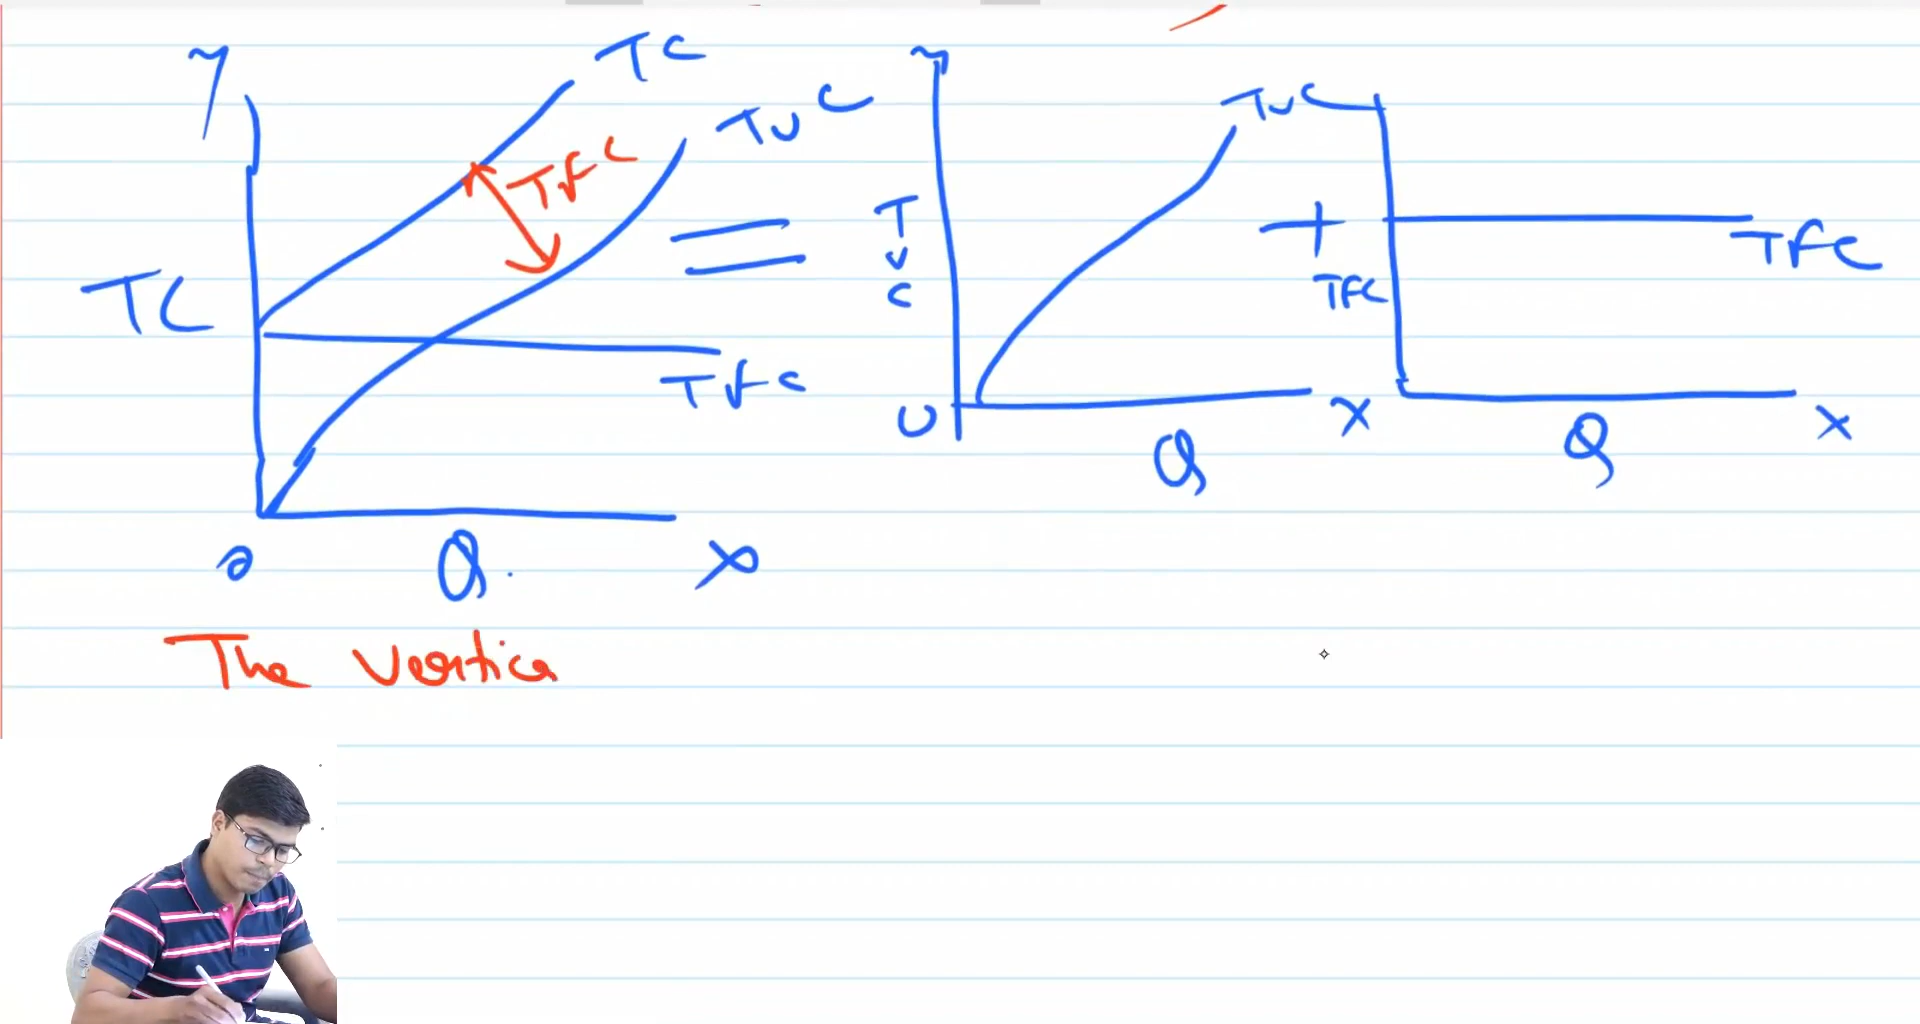 Y TC
TVC
TFC
TC
TFC
O Q. X
=
Y
TVC
TVC
O Q X
+
TFC
TFC
Q X
The Vertica